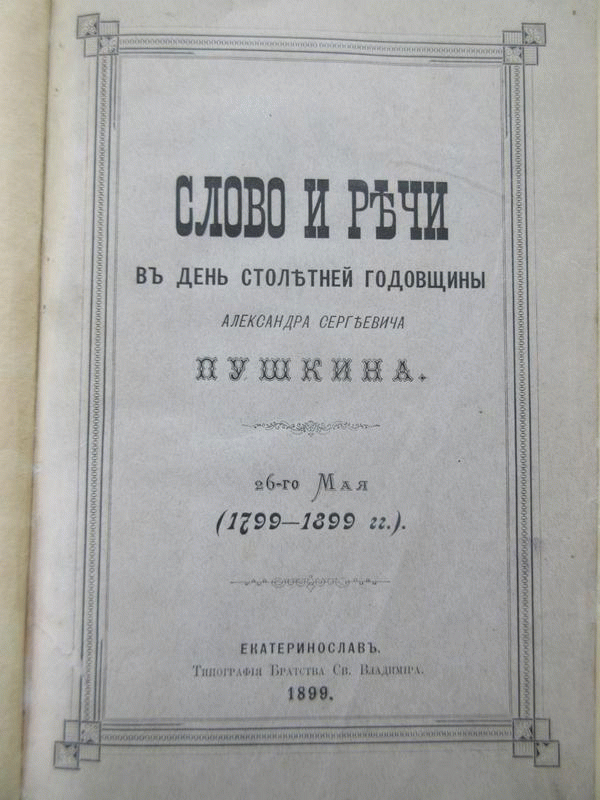 СЛОВО И РѢЧИ
ВЪ ДЕНЬ СТОЛѢТНЕЙ ГОДОВЩИНЫ
АЛЕКСАНДРА СЕРГѢЕВИЧА
ПУШКИНА.
26-го Мая
(1799—1899 гг.).
ЕКАТЕРИНОСЛАВЪ.
Типографія Братства Св. Владиміра.
1899.